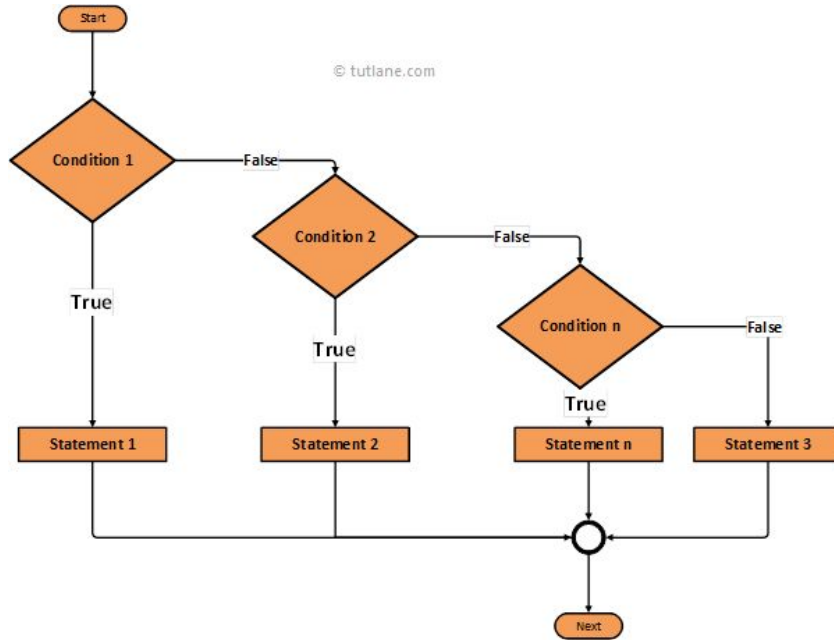 Start
© tutlane.com
Condition 1
False
Condition 2
False
True
Condition n
False
True
True
Statement 1
Statement 2
Statement n
Statement 3
Next